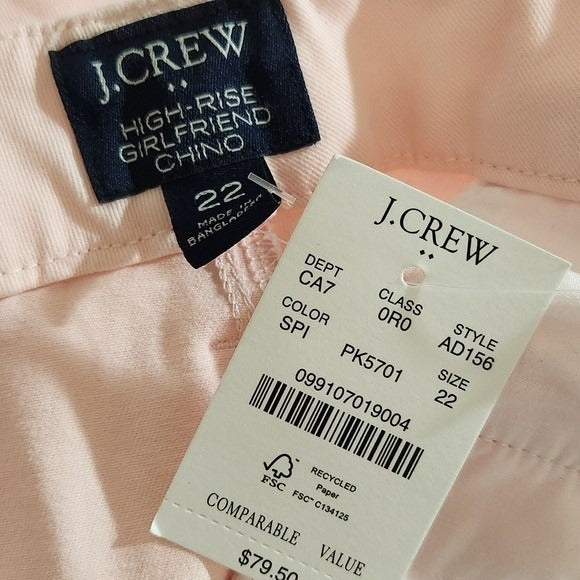 J.CREW
HIGH-RISE
GIRLFRIEND
CHINO
22
MADE IN
BANGLADESH
J.CREW
DEPT CLASS STYLE
CA7 0R0 AD156
COLOR SIZE
SPI PK5701 22
099107019004
FSC
RECYCLED
Paper
FSC™ C134125
COMPARABLE VALUE
$79.50